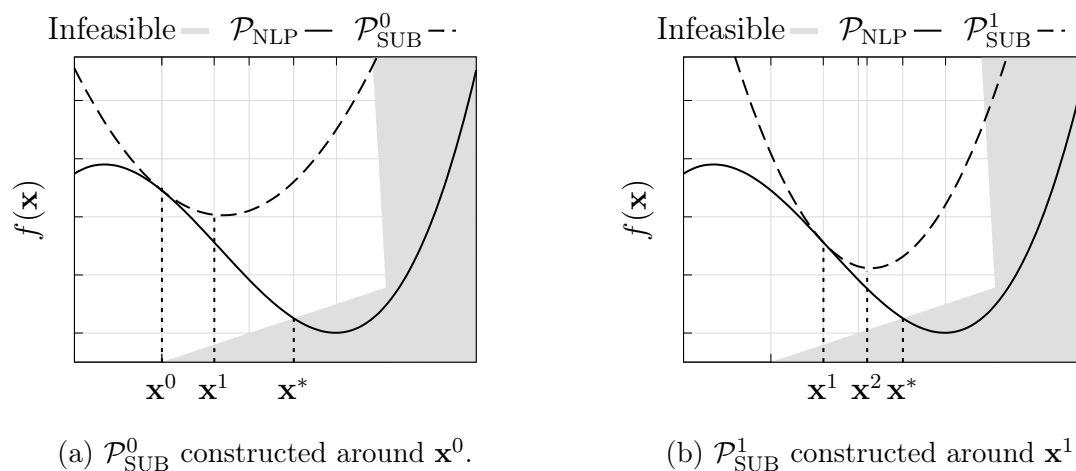 Infeasible P_NLP P^0_SUB
f(x)
x^0 x^1 x^*
(a) P^0_SUB constructed around x^0.
Infeasible P_NLP P^1_SUB
f(x)
x^1 x^2 x^*
(b) P^1_SUB constructed around x^1